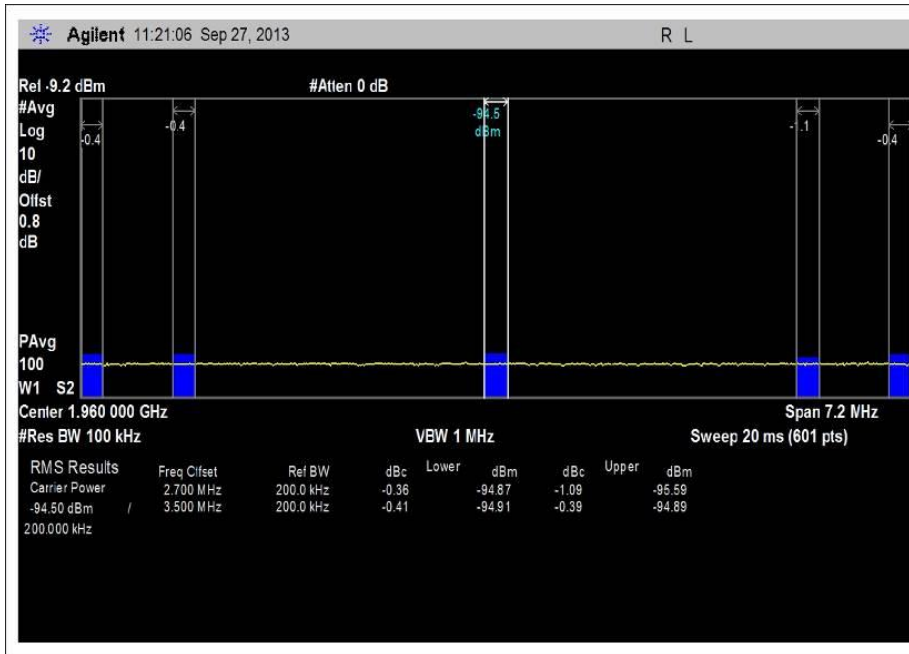 Agilent 11:21:06 Sep 27, 2013 R L
Ref -9.2 dBm #Atten 0 dB
#Avg
Log
10
dB/
Offst
0.8
dB
-0.4
-0.4
-94.5
dBm
-1.1
-0.4
PAvg
100
W1 S2
Center 1.960 000 GHz Span 7.2 MHz
#Res BW 100 kHz VBW 1 MHz Sweep 20 ms (601 pts)
RMS Results Freq Offset Ref BW dBc Lower dBm dBc Upper dBm
Carrier Power 2.700 MHz 200.0 kHz -0.36 -94.87 -1.09 -95.59
-94.50 dBm / 3.500 MHz 200.0 kHz -0.41 -94.91 -0.39 -94.89
200.000 kHz